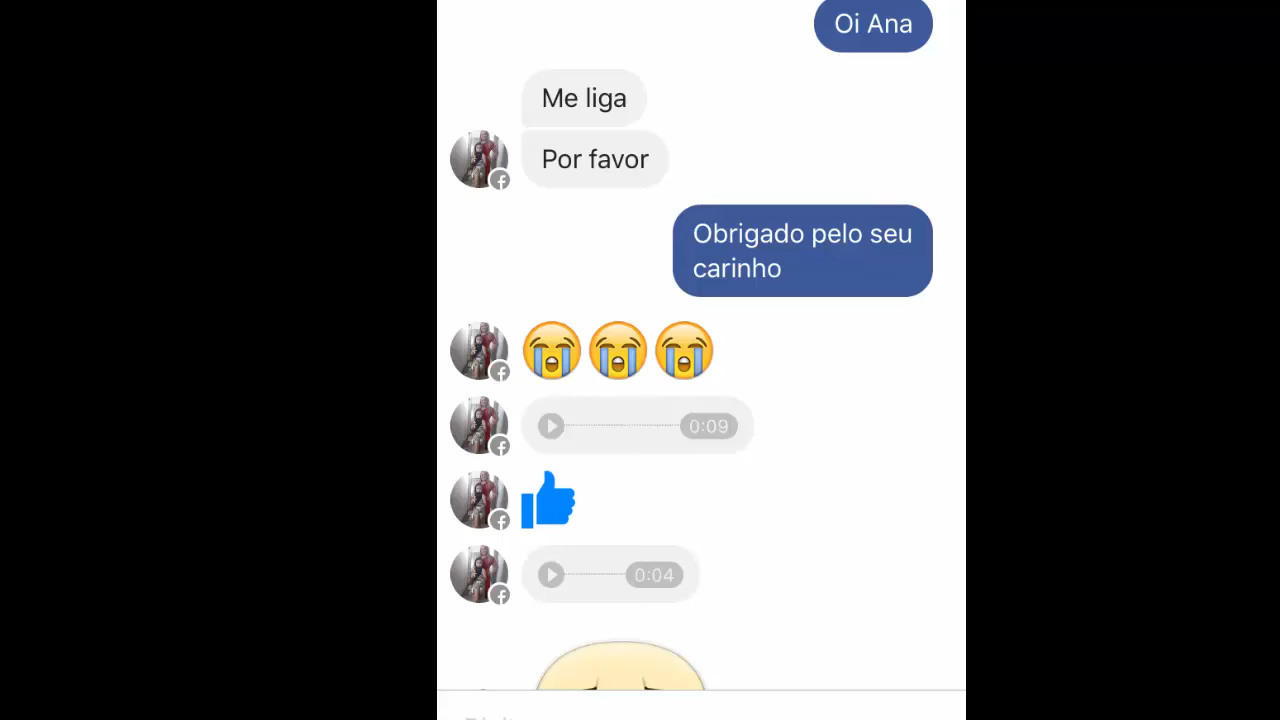 Oi Ana
Me liga
Por favor
Obrigado pelo seu
carinho
0:09
0:04